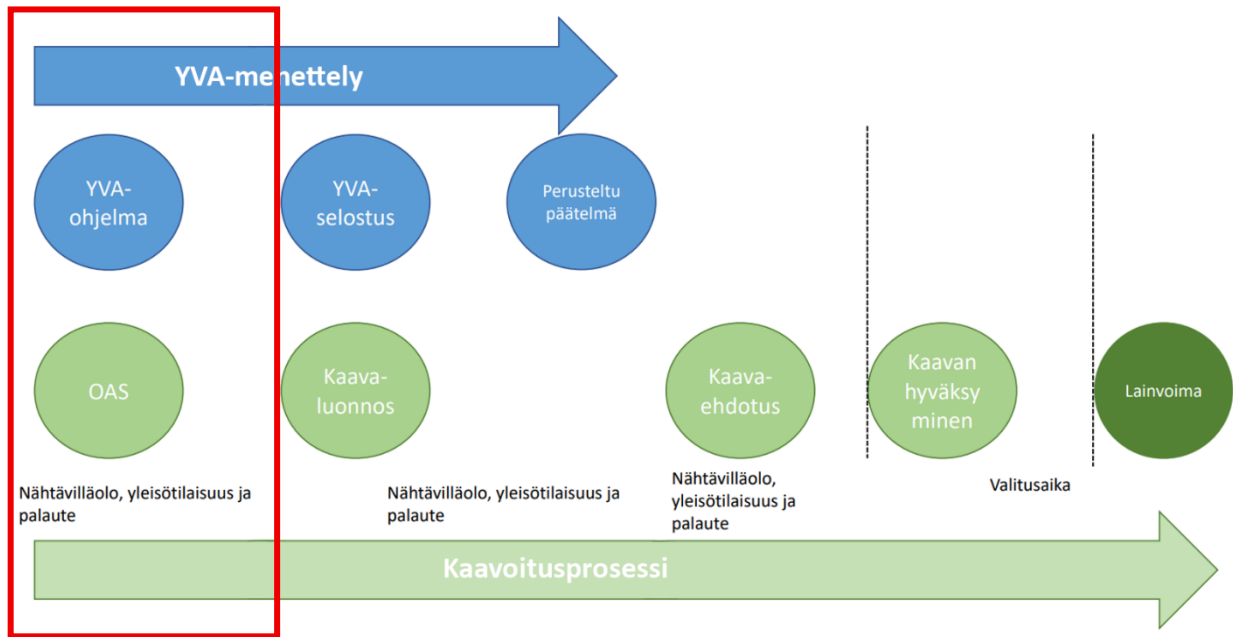 YVA-menettely
YVA-
ohjelma
YVA-
selostus
Perusteltu
päätelmä
OAS
Kaava-
luonnos
Kaava-
ehdotus
Kaavan
hyväksy
minen
Lainvoima
Nähtävilläolo, yleisötilaisuus ja
palaute
Nähtävilläolo, yleisötilaisuus ja
palaute
Nähtävilläolo,
yleisötilaisuus ja
palaute
Valitusaika
Kaavoitusprosessi